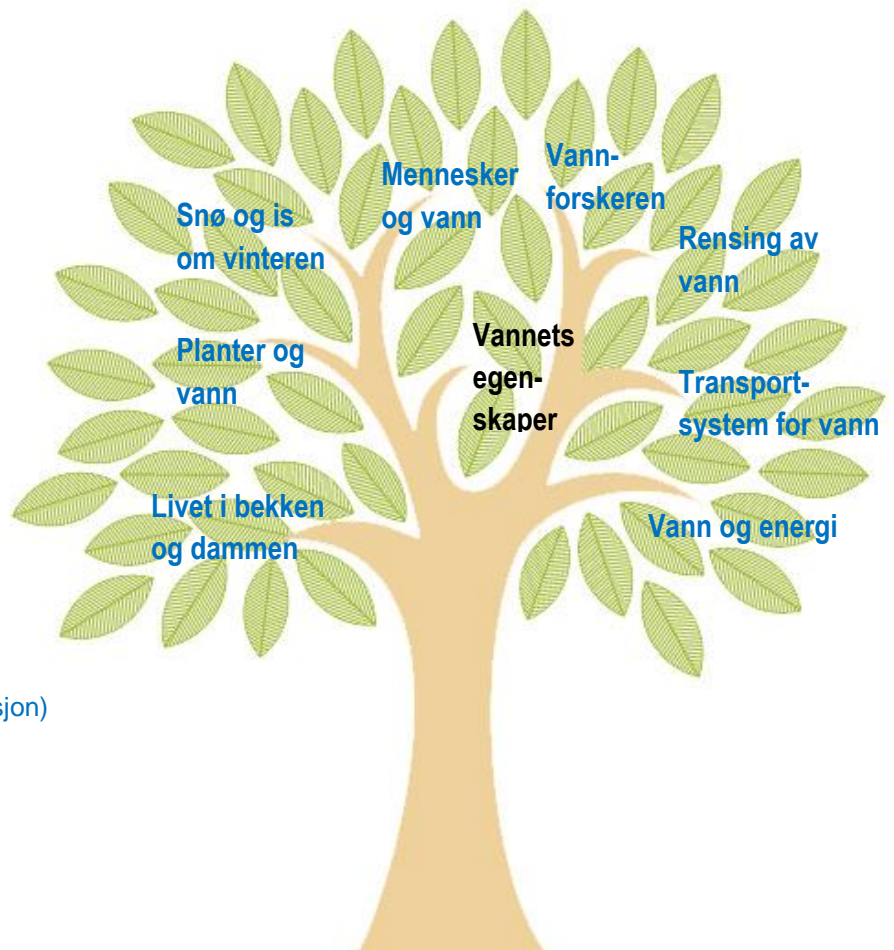 Mennesker
og vann
Vann-
forskeren
Snø og is
om vinteren
Rensing av
vann
Planter og
vann
Vannets
egen-
skaper
Transport-
system for vann
Livet i bekken
og dammen
Vann og energi
sjon)